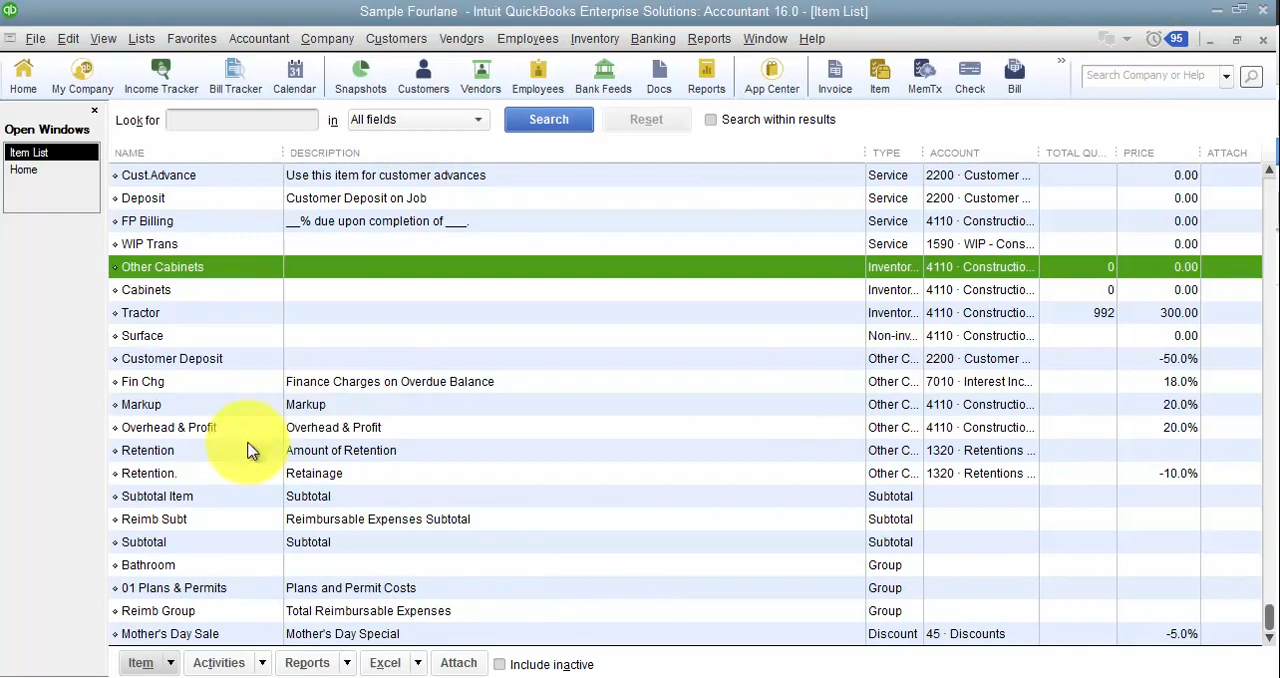 Sample Fourlane - Intuit QuickBooks Enterprise Solutions: Accountant 16.0 - [Item List]
File Edit View Lists Favorites Accountant Company Customers Vendors Employees Inventory Banking Reports Window Help 95
Home My Company Income Tracker Bill Tracker Calendar Snapshots Customers Vendors Employees Bank Feeds Docs Reports App Center Invoice Item MemTx Check Bill » Search Company or Help
Open Windows
Item List
Home
Look for in All fields Search Reset Search within results
NAME DESCRIPTION TYPE ACCOUNT TOTAL QU... PRICE ATTACH
Cust.Advance Use this item for customer advances Service 2200 · Customer ... 0.00
Deposit Customer Deposit on Job Service 2200 · Customer ... 0.00
FP Billing __% due upon completion of ___. Service 4110 · Constructio... 0.00
WIP Trans Service 1590 · WIP - Cons... 0.00
Other Cabinets Inventor... 4110 · Constructio... 0 0.00
Cabinets Inventor... 4110 · Constructio... 0 0.00
Tractor Inventor... 4110 · Constructio... 992 300.00
Surface Non-inv... 4110 · Constructio... 0.00
Customer Deposit Other C... 2200 · Customer ... -50.0%
Fin Chg Finance Charges on Overdue Balance Other C... 7010 · Interest Inc... 18.0%
Markup Markup Other C... 4110 · Constructio... 20.0%
Overhead & Profit Overhead & Profit Other C... 4110 · Constructio... 20.0%
Retention Amount of Retention Other C... 1320 · Retentions ...
Retention. Retainage Other C... 1320 · Retentions ... -10.0%
Subtotal Item Subtotal Subtotal
Reimb Subt Reimbursable Expenses Subtotal Subtotal
Subtotal Subtotal Subtotal
Bathroom Group
01 Plans & Permits Plans and Permit Costs Group
Reimb Group Total Reimbursable Expenses Group
Mother's Day Sale Mother's Day Special Discount 45 · Discounts -5.0%
Item Activities Reports Excel Attach Include inactive